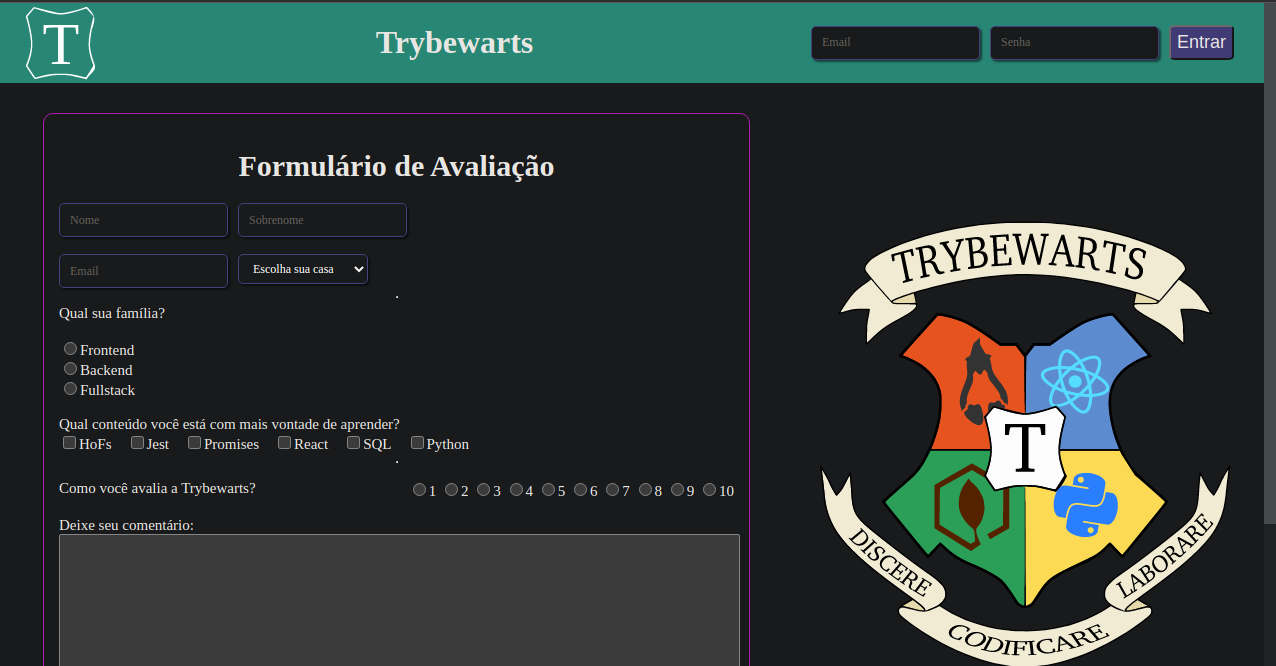 T
Trybewarts
Email
Senha
Entrar
Formulário de Avaliação
Nome
Sobrenome
Email
Escolha sua casa
.
Qual sua família?
Frontend
Backend
Fullstack
Qual conteúdo você está com mais vontade de aprender?
HoFs Jest Promises React SQL Python
.
Como você avalia a Trybewarts?
1 2 3 4 5 6 7 8 9 10
Deixe seu comentário:
TRYBEWARTS
T
DISCERE
LABORARE
CODIFICARE